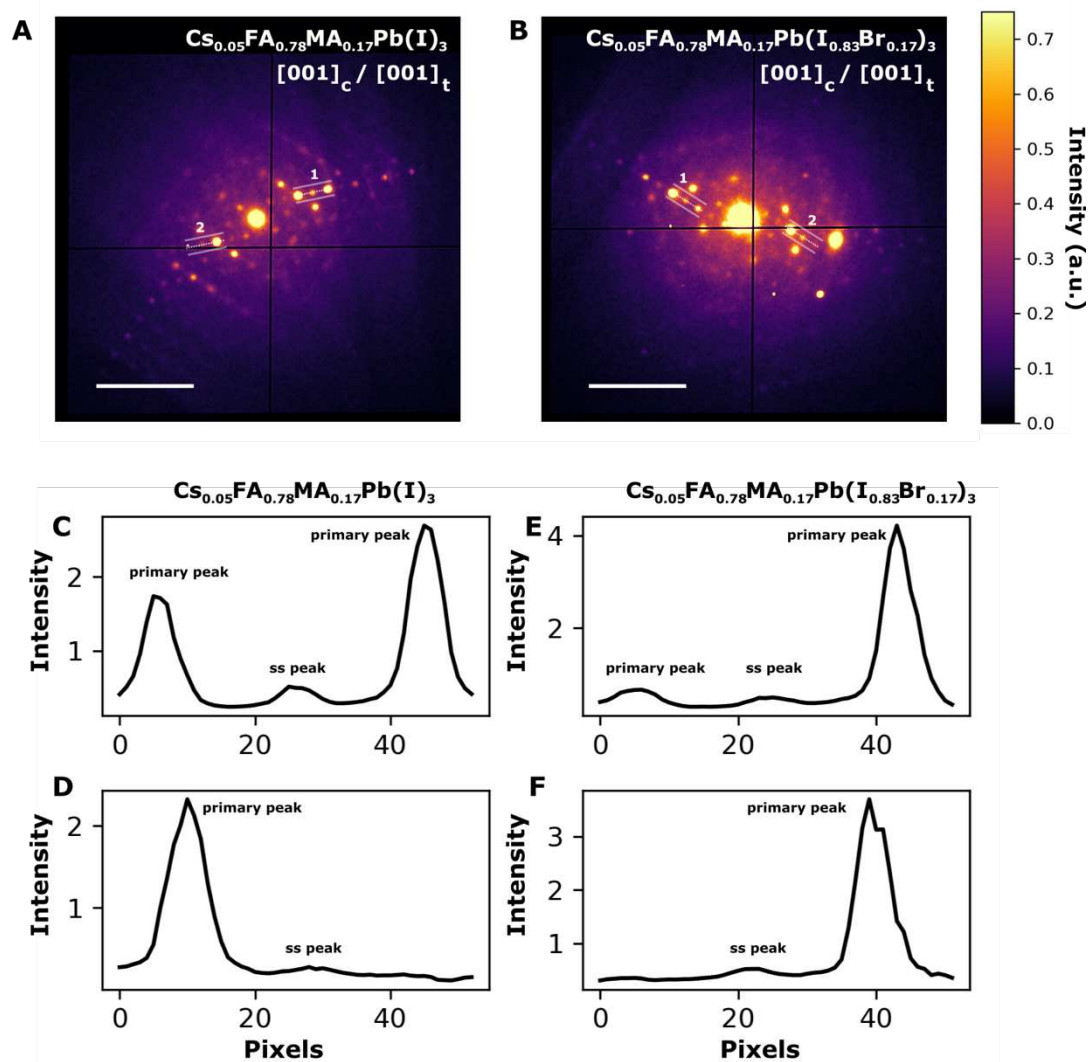 A
Cs0.05FA0.78MA0.17Pb(I)3
[001]c / [001]t
1
2
B
Cs0.05FA0.78MA0.17Pb(I0.83Br0.17)3
[001]c / [001]t
1
2
0.7
0.6
0.5
0.4
0.3
0.2
0.1
0.0
Intensity (a.u.)
Cs0.05FA0.78MA0.17Pb(I)3
C
primary peak
primary peak
ss peak
Intensity
2
1
0 20 40
D
primary peak
ss peak
Intensity
2
1
0 20 40
Pixels
Cs0.05FA0.78MA0.17Pb(I0.83Br0.17)3
E
primary peak
primary peak
ss peak
Intensity
4
2
0 20 40
F
primary peak
ss peak
Intensity
3
2
1
0 20 40
Pixels